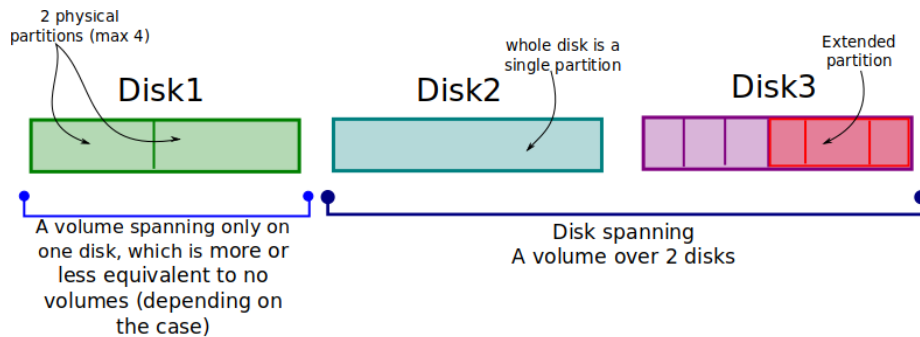 2 physical
partitions (max 4)
whole disk is a
single partition
Extended
partition
Disk1
Disk2
Disk3
A volume spanning only on
one disk, which is more or
less equivalent to no
volumes (depending on
the case)
Disk spanning
A volume over 2 disks